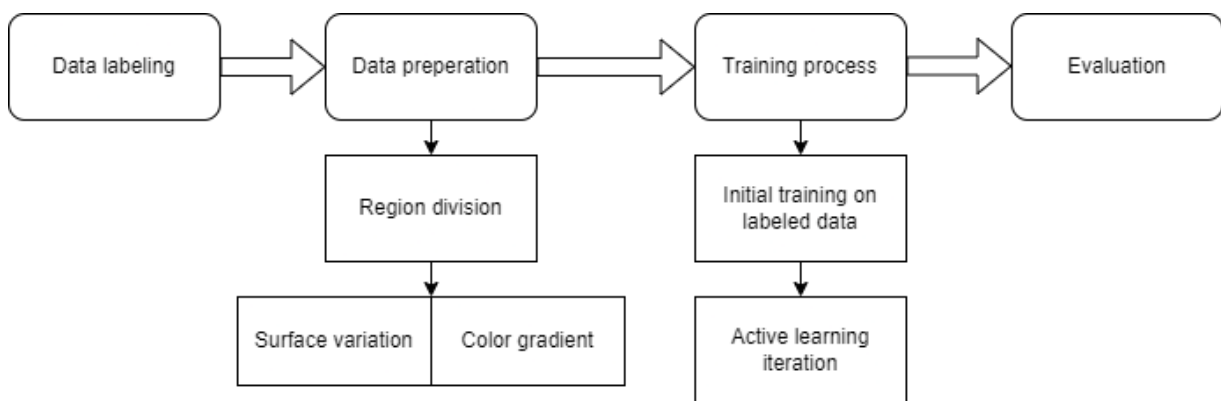 Data labeling
Data preperation
Training process
Evaluation
Region division
Initial training on
labeled data
Surface variation
Color gradient
Active learning
iteration